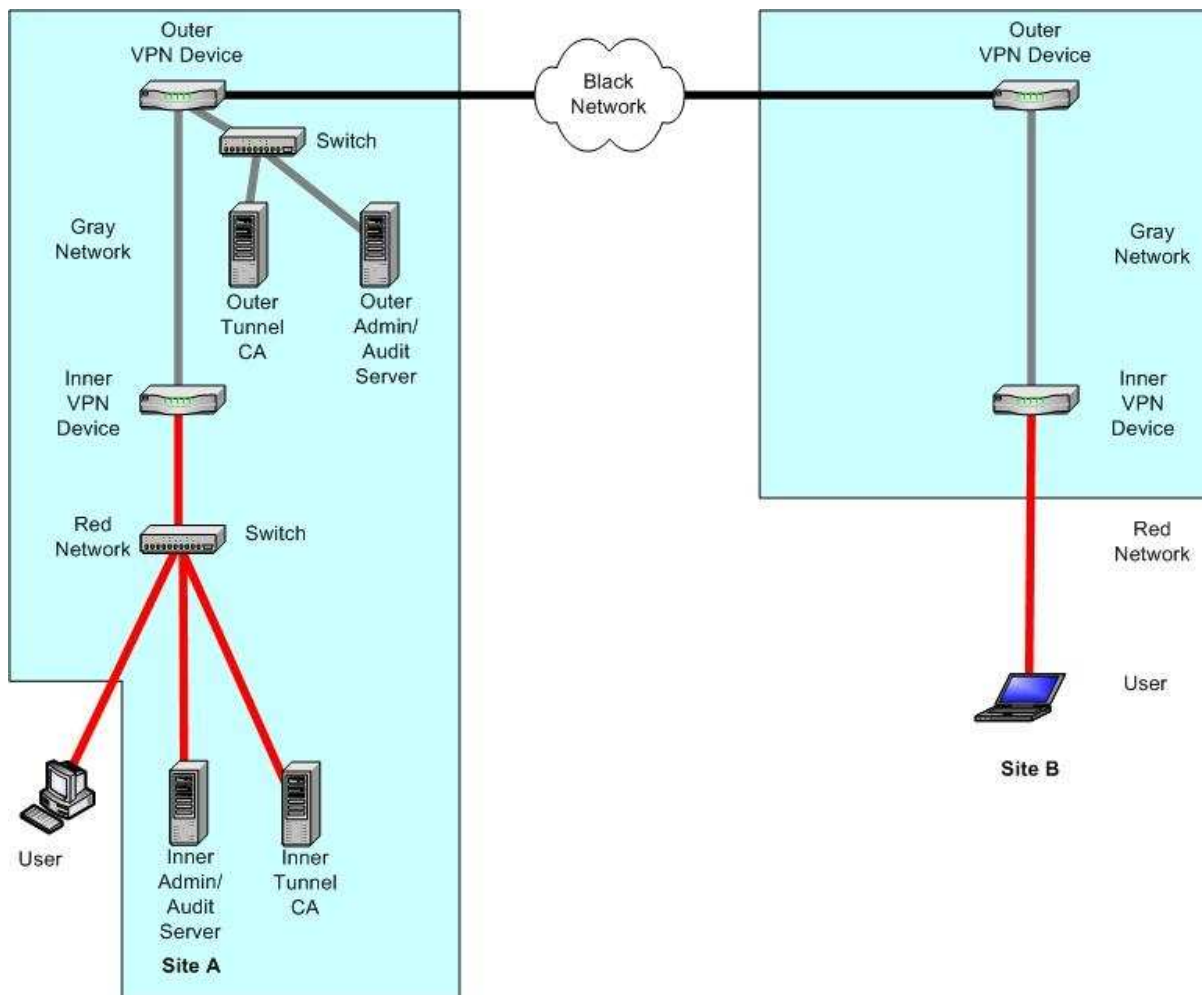 Outer
VPN Device
Outer
VPN Device
Black
Network
Switch
Gray
Network
Gray
Network
Outer
Tunnel
CA
Outer
Admin/
Audit
Server
Inner
VPN
Device
Inner
VPN
Device
Red
Network
Switch
Red
Network
User
Site B
User
Inner
Admin/
Audit
Server
Inner
Tunnel
CA
Site A